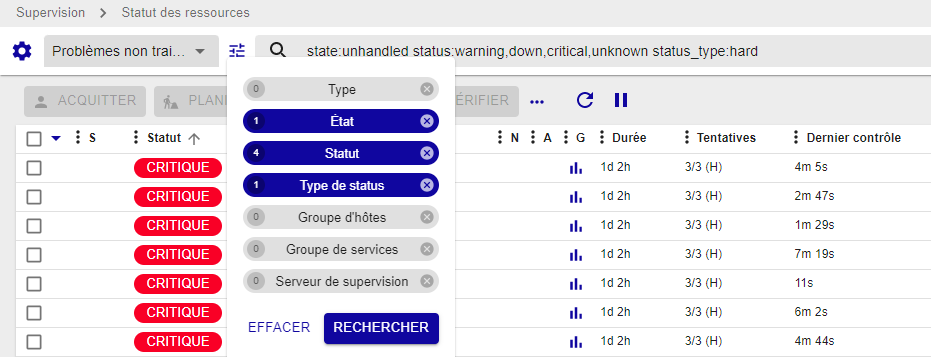 Supervision > Statut des ressources
Problèmes non trai... state:unhandled status:warning,down,critical,unknown status_type:hard
ACQUITTER PLANI ÉRIFIER ...
0 Type
1 État
4 Statut
1 Type de status
0 Groupe d'hôtes
0 Groupe de services
0 Serveur de supervision
EFFACER RECHERCHER
S Statut N A G Durée Tentatives Dernier contrôle
CRITIQUE 1d 2h 3/3 (H) 4m 5s
CRITIQUE 1d 2h 3/3 (H) 2m 47s
CRITIQUE 1d 2h 3/3 (H) 1m 29s
CRITIQUE 1d 2h 3/3 (H) 7m 19s
CRITIQUE 1d 2h 3/3 (H) 11s
CRITIQUE 1d 2h 3/3 (H) 6m 2s
CRITIQUE 1d 2h 3/3 (H) 4m 44s